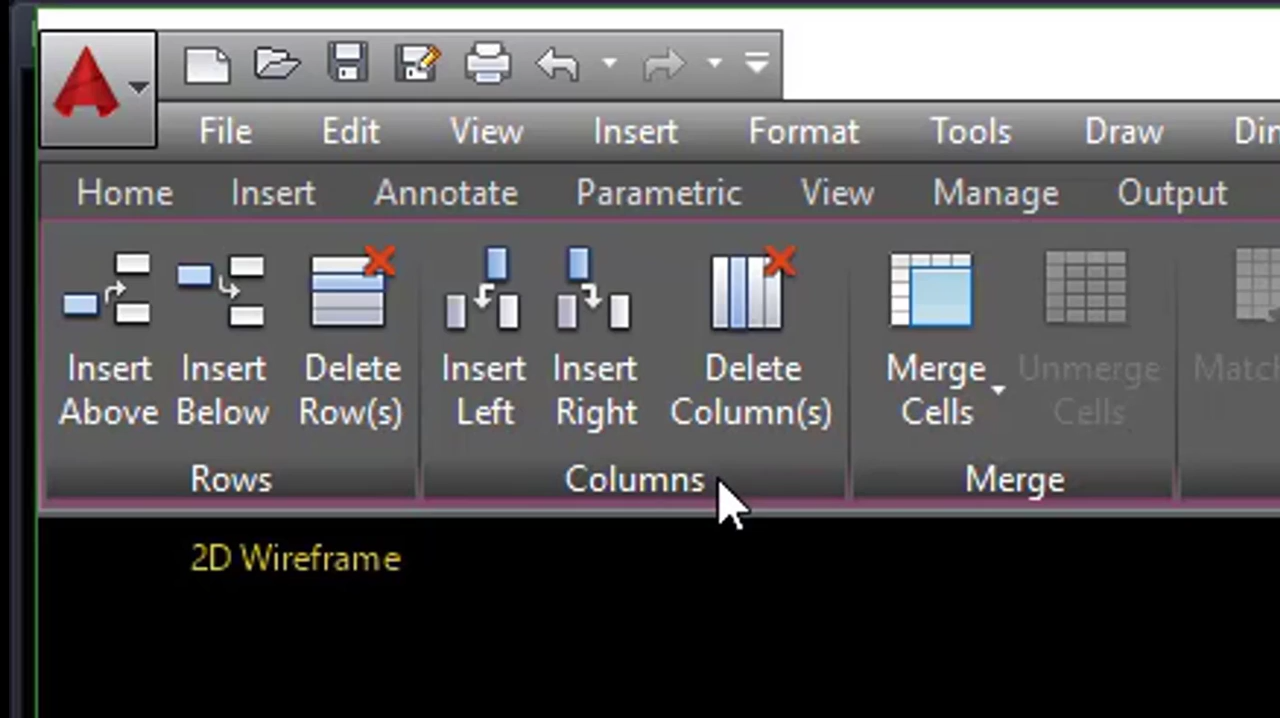 File Edit View Insert Format Tools Draw
Home Insert Annotate Parametric View Manage Output
Insert Insert Delete Insert Insert Delete Merge Unmerge
Above Below Row(s) Left Right Column(s) Cells Cells
Rows Columns Merge
2D Wireframe